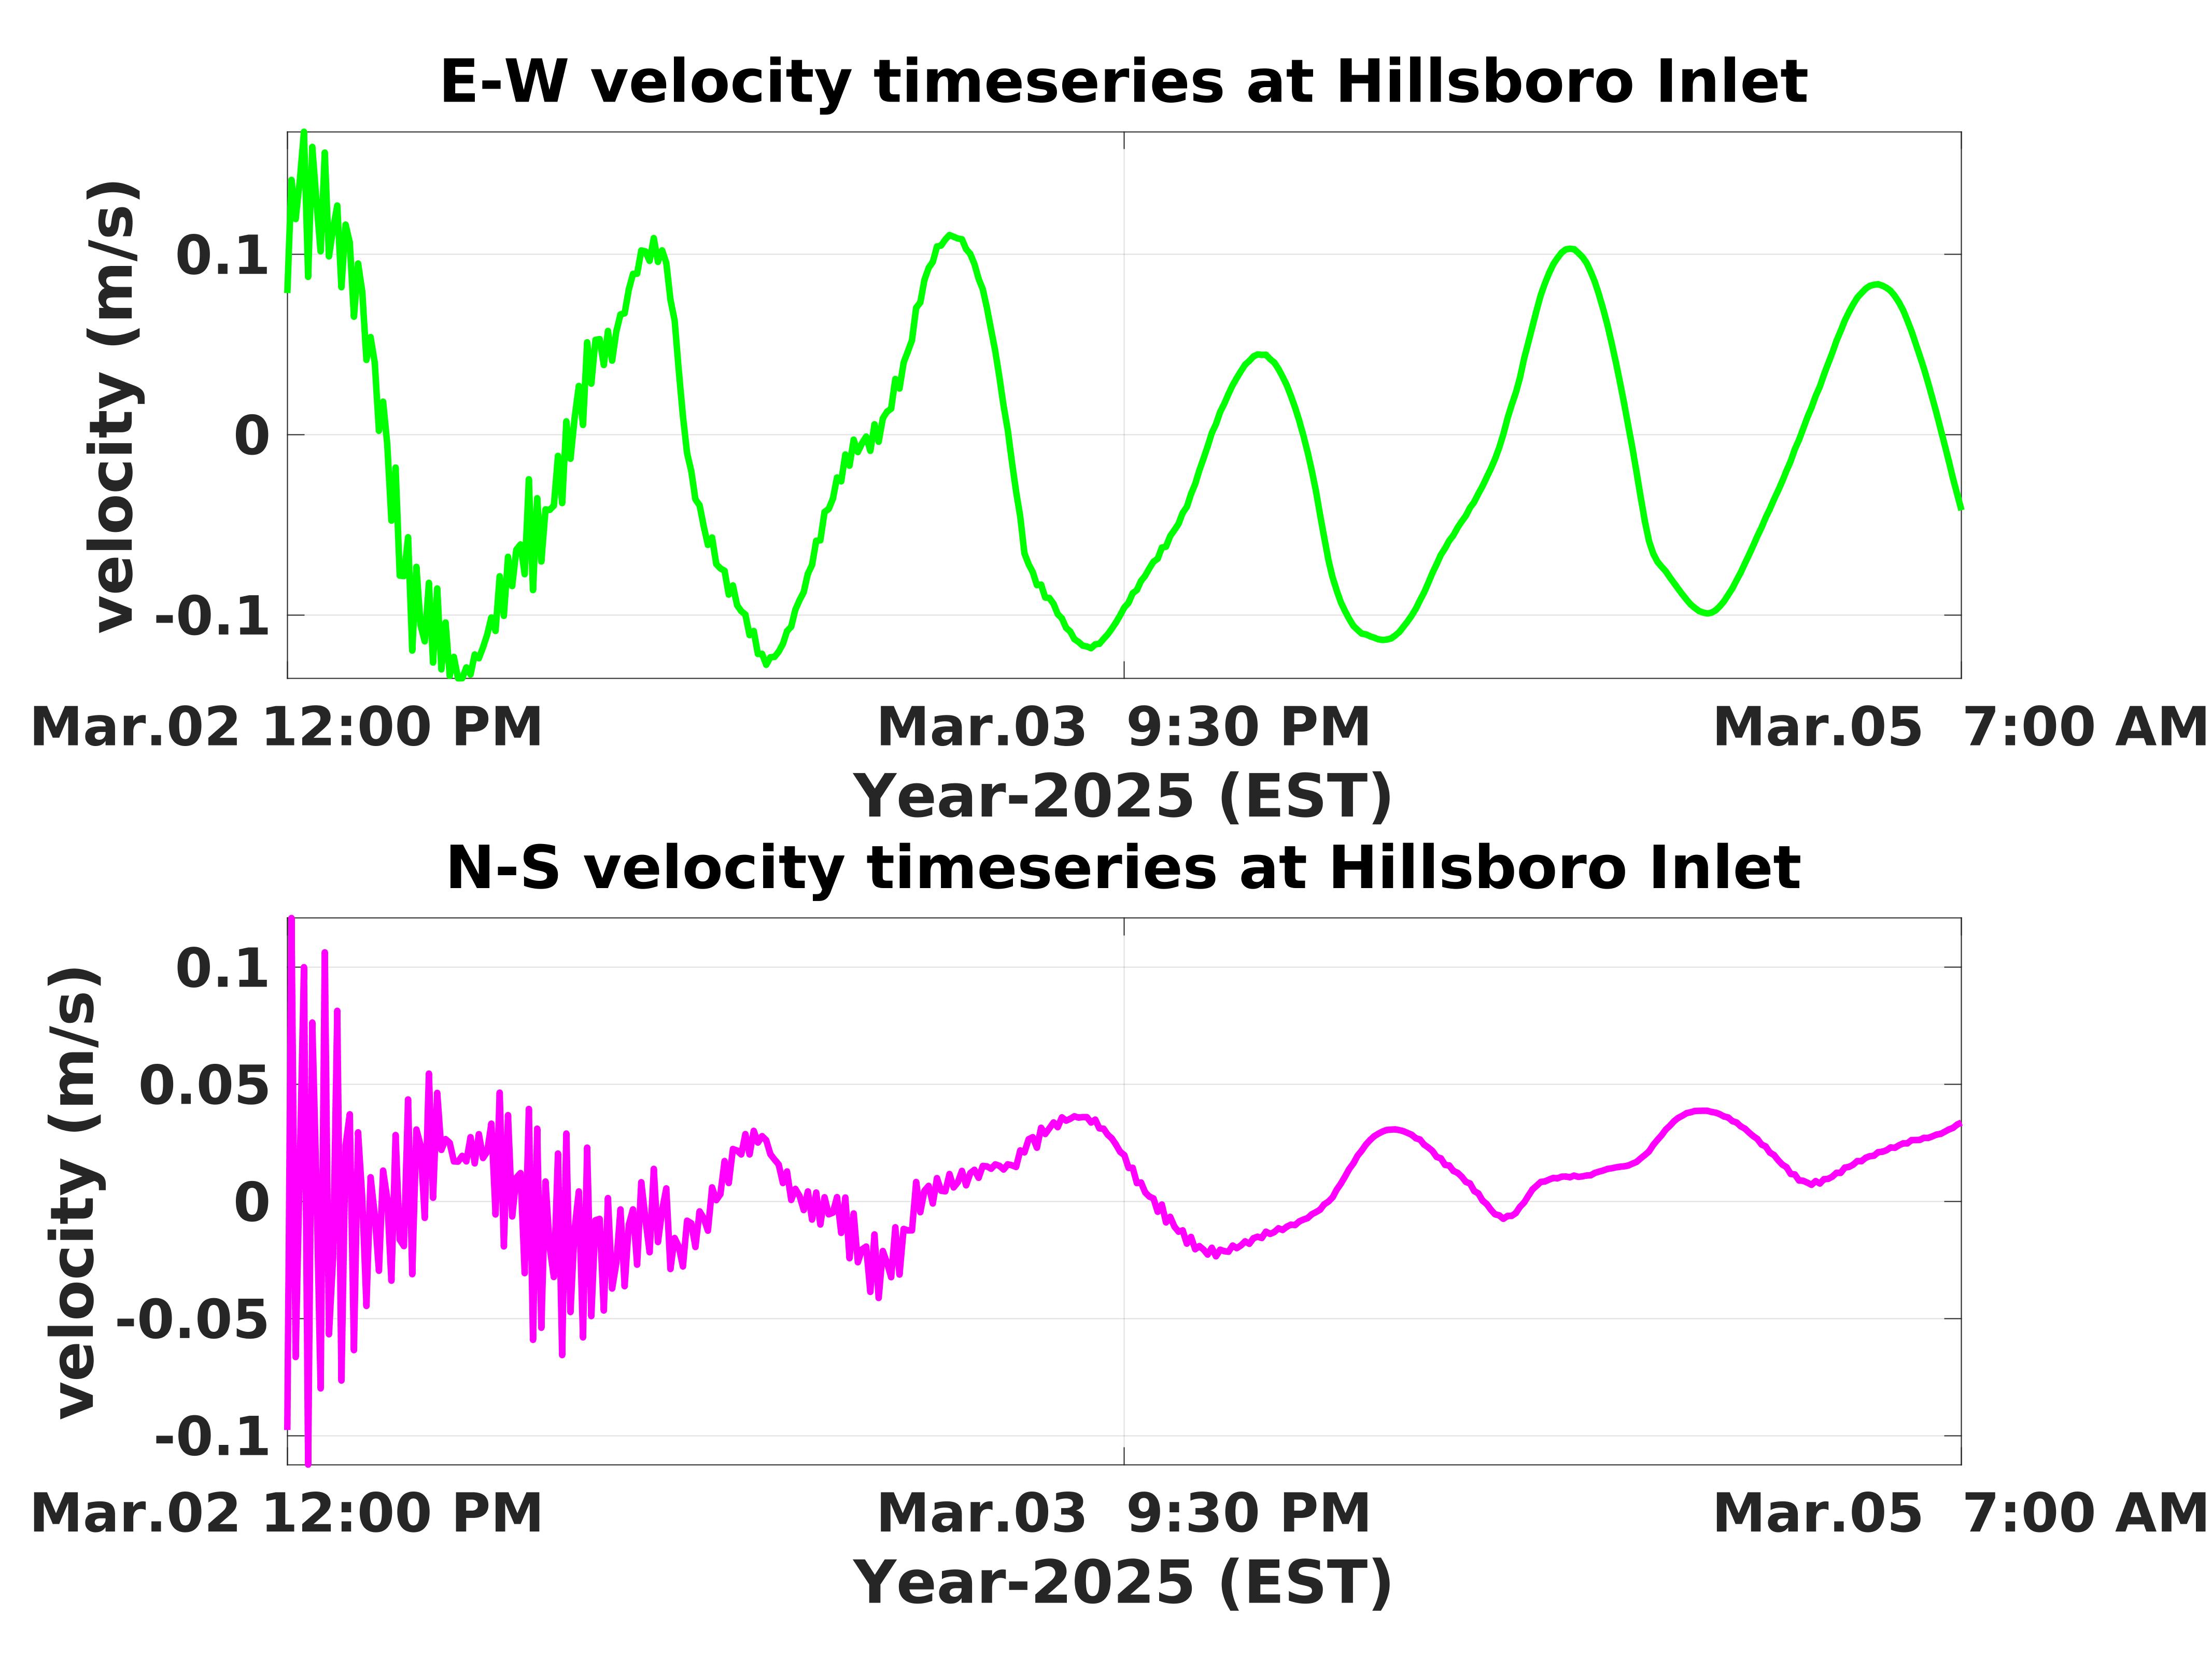 E-W velocity timeseries at Hillsboro Inlet
velocity (m/s)
0.1
0
-0.1
Mar.02 12:00 PM Mar.03  9:30 PM Mar.05  7:00 AM
Year-2025 (EST)
N-S velocity timeseries at Hillsboro Inlet
velocity (m/s)
0.1
0.05
0
-0.05
-0.1
Mar.02 12:00 PM Mar.03  9:30 PM Mar.05  7:00 AM
Year-2025 (EST)